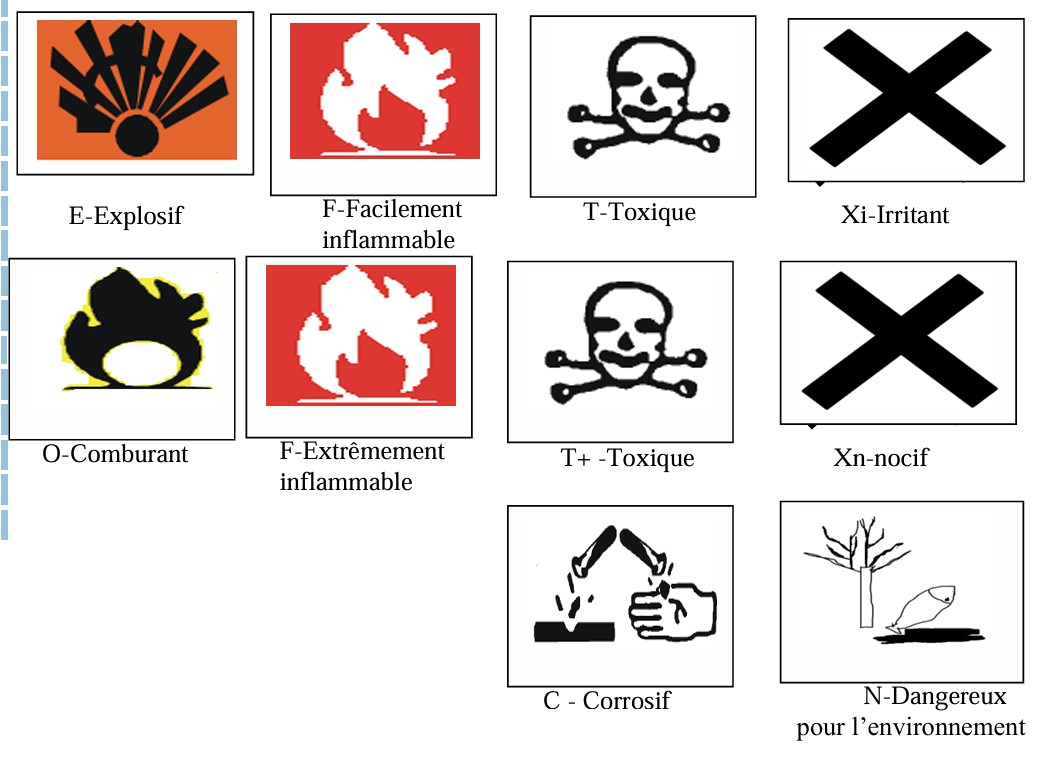 E-Explosif
F-Facilement
inflammable
T-Toxique
Xi-Irritant
O-Comburant
F-Extrêmement
inflammable
T+ -Toxique
Xn-nocif
C - Corrosif
N-Dangereux
pour l’environnement